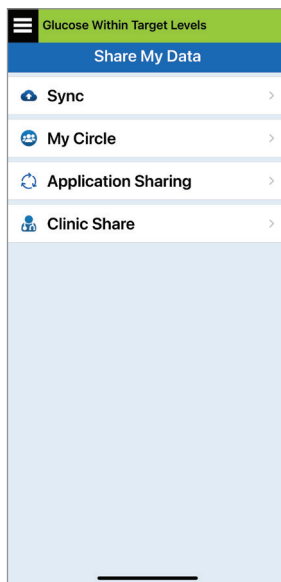 Glucose Within Target Levels
Share My Data
Sync
My Circle
Application Sharing
Clinic Share